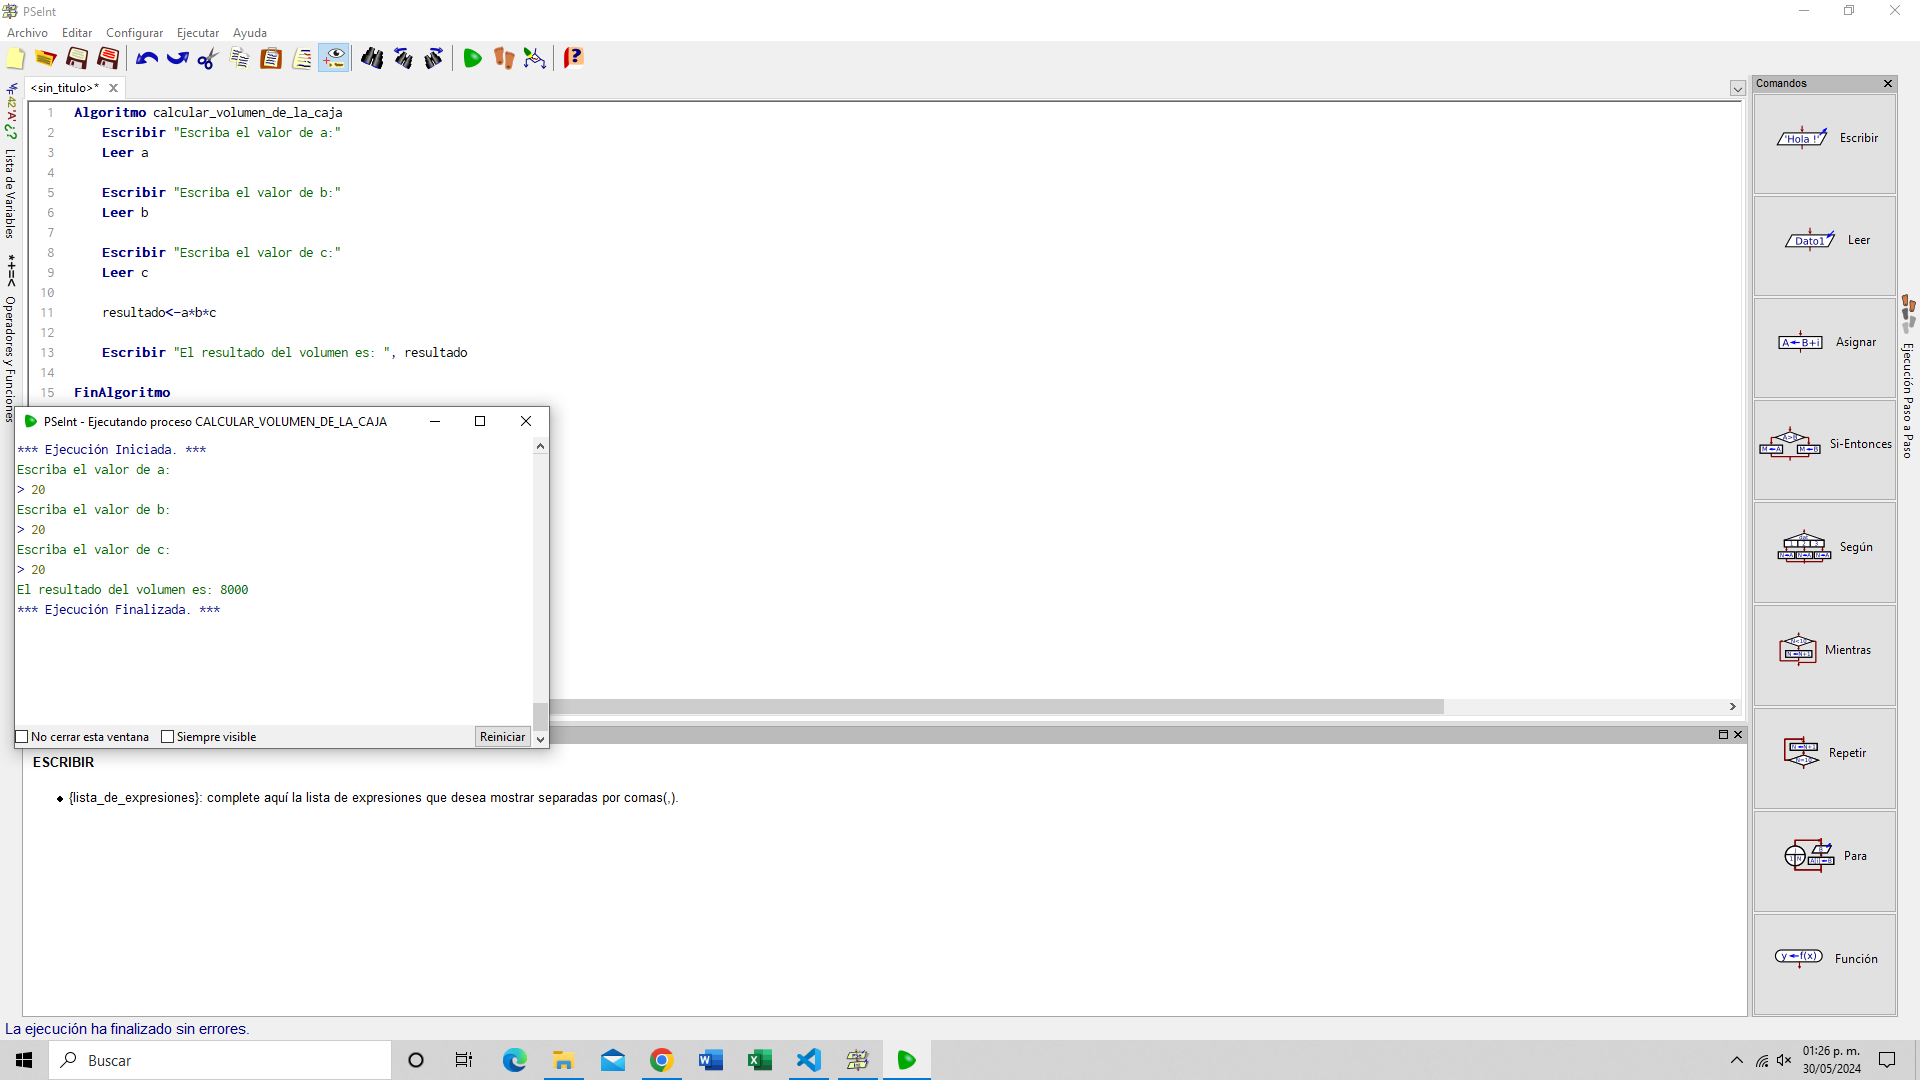 PSeInt
Archivo Editar Configurar Ejecutar Ayuda
<sin_titulo>*
1 Algoritmo calcular_volumen_de_la_caja
2 Escribir "Escriba el valor de a:"
3 Leer a
4
5 Escribir "Escriba el valor de b:"
6 Leer b
7
8 Escribir "Escriba el valor de c:"
9 Leer c
10
11 resultado<-a*b*c
12
13 Escribir "El resultado del volumen es: ", resultado
14
15 FinAlgoritmo
Lista de Variables
*+=<
Operadores y Funciones
PSeInt - Ejecutando proceso CALCULAR_VOLUMEN_DE_LA_CAJA
*** Ejecución Iniciada. ***
Escriba el valor de a:
> 20
Escriba el valor de b:
> 20
Escriba el valor de c:
> 20
El resultado del volumen es: 8000
*** Ejecución Finalizada. ***
No cerrar esta ventana Siempre visible Reiniciar
ESCRIBIR
{lista_de_expresiones}: complete aquí la lista de expresiones que desea mostrar separadas por comas(,).
Comandos
'Hola !' Escribir
Dato1 Leer
A←B+i Asignar
A>B Si-Entonces
Según
Mientras
Repetir
Para
y←f(x) Función
Ejecución Paso a Paso
La ejecución ha finalizado sin errores.
Buscar
01:26 p. m.
30/05/2024